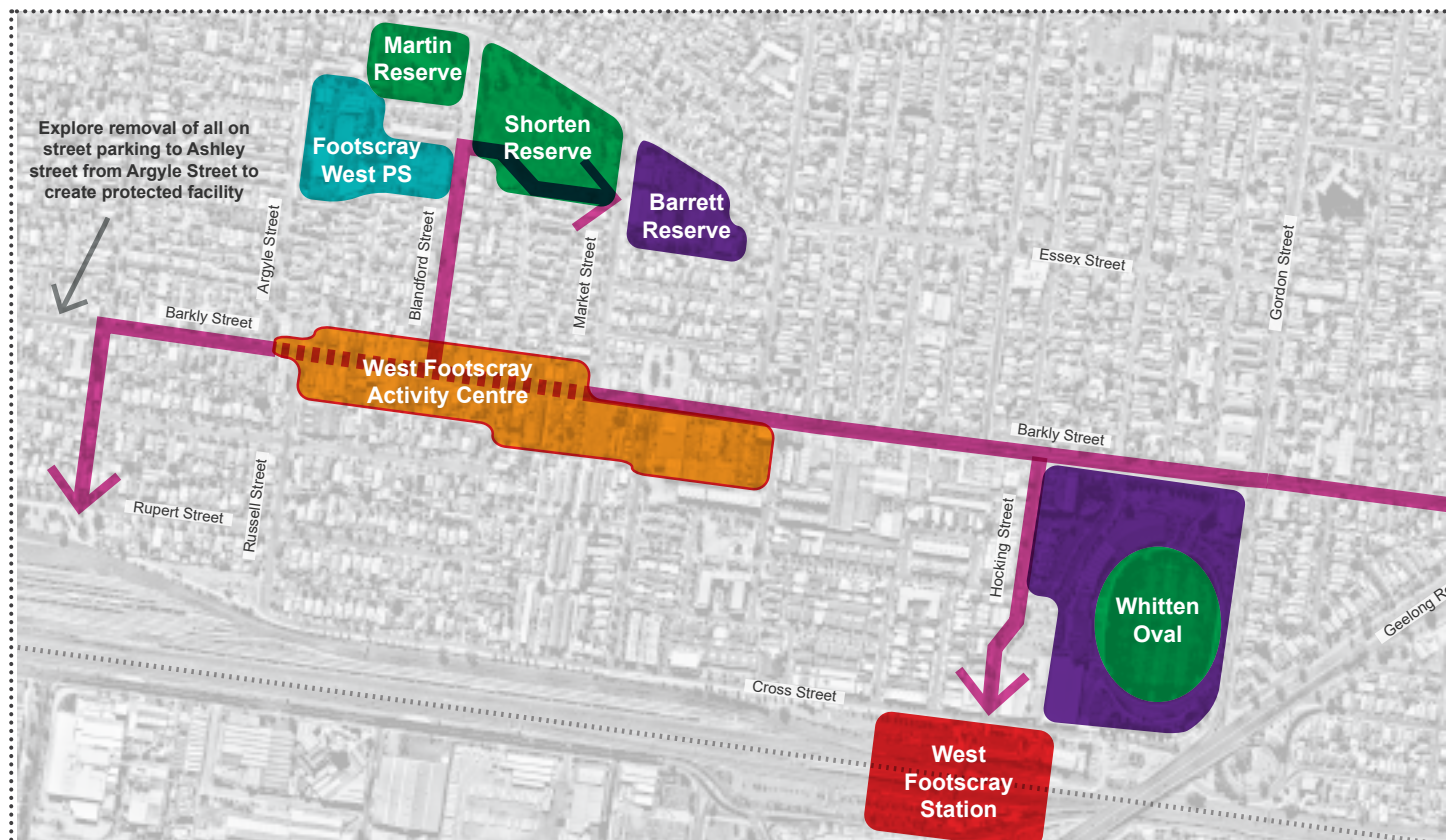 Martin
Reserve
Explore removal of all on
street parking to Ashley
street from Argyle Street to
create protected facility
Footscray
West PS
Shorten
Reserve
Barrett
Reserve
Argyle Street
Blandford Street
Market Street
Essex Street
Gordon Street
Barkly Street
West Footscray
Activity Centre
Barkly Street
Rupert Street
Russell Street
Hocking Street
Whitten
Oval
Geelong R
Cross Street
West
Footscray
Station